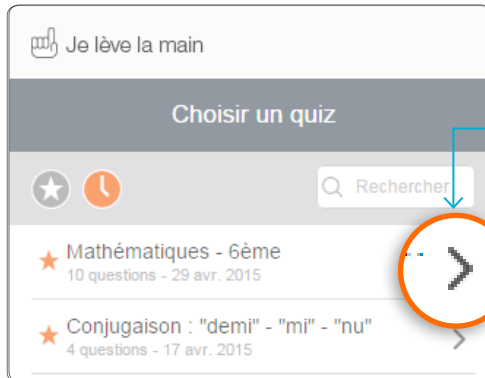 Je lève la main
Choisir un quiz
Rechercher
Mathématiques - 6ème
10 questions - 29 avr. 2015
Conjugaison : "demi" - "mi" - "nu"
4 questions - 17 avr. 2015